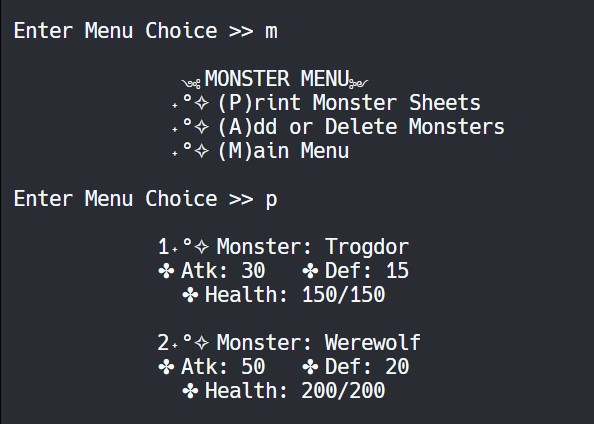 Enter Menu Choice >> m
༺MONSTER MENU༻
˖°✧(P)rint Monster Sheets
˖°✧(A)dd or Delete Monsters
˖°✧(M)ain Menu
Enter Menu Choice >> p
1˖°✧Monster: Trogdor
✤Atk: 30 ✤Def: 15
✤Health: 150/150
2˖°✧Monster: Werewolf
✤Atk: 50 ✤Def: 20
✤Health: 200/200